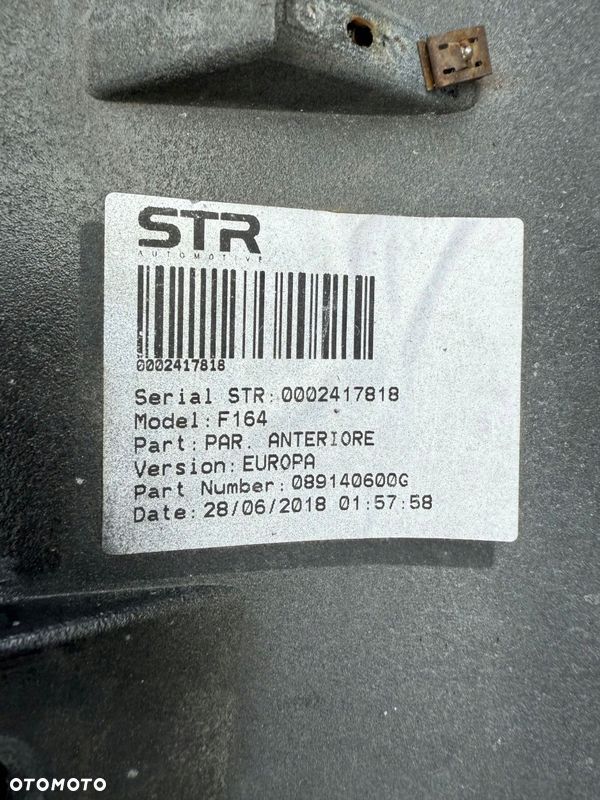 STR
AUTOMOTIVE
0002417818
Serial STR:0002417818
Model:F164
Part:PAR. ANTERIORE
Version:EUROPA
Part Number:089140600G
Date:28/06/2018 01:57:58
OTOMOTO